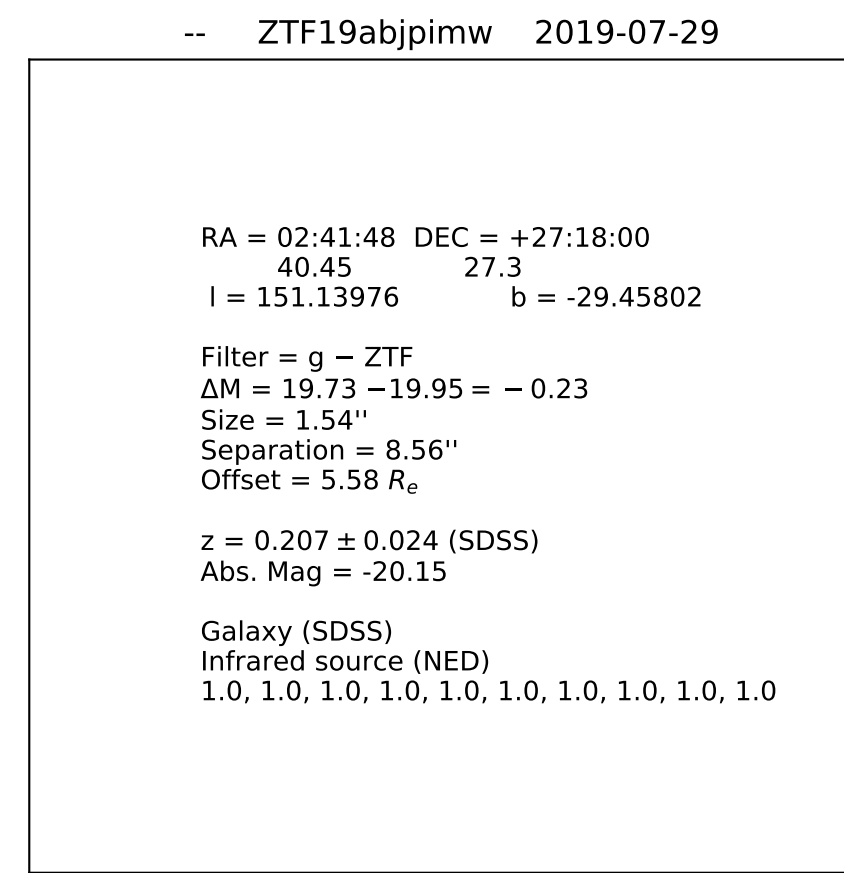 -- ZTF19abjpimw 2019-07-29
RA = 02:41:48 DEC = +27:18:00
40.45 27.3
l = 151.13976 b = -29.45802
Filter = g − ZTF
ΔM = 19.73 −19.95 = − 0.23
Size = 1.54''
Separation = 8.56''
Offset = 5.58 Re
z = 0.207 ± 0.024 (SDSS)
Abs. Mag = -20.15
Galaxy (SDSS)
Infrared source (NED)
1.0, 1.0, 1.0, 1.0, 1.0, 1.0, 1.0, 1.0, 1.0, 1.0